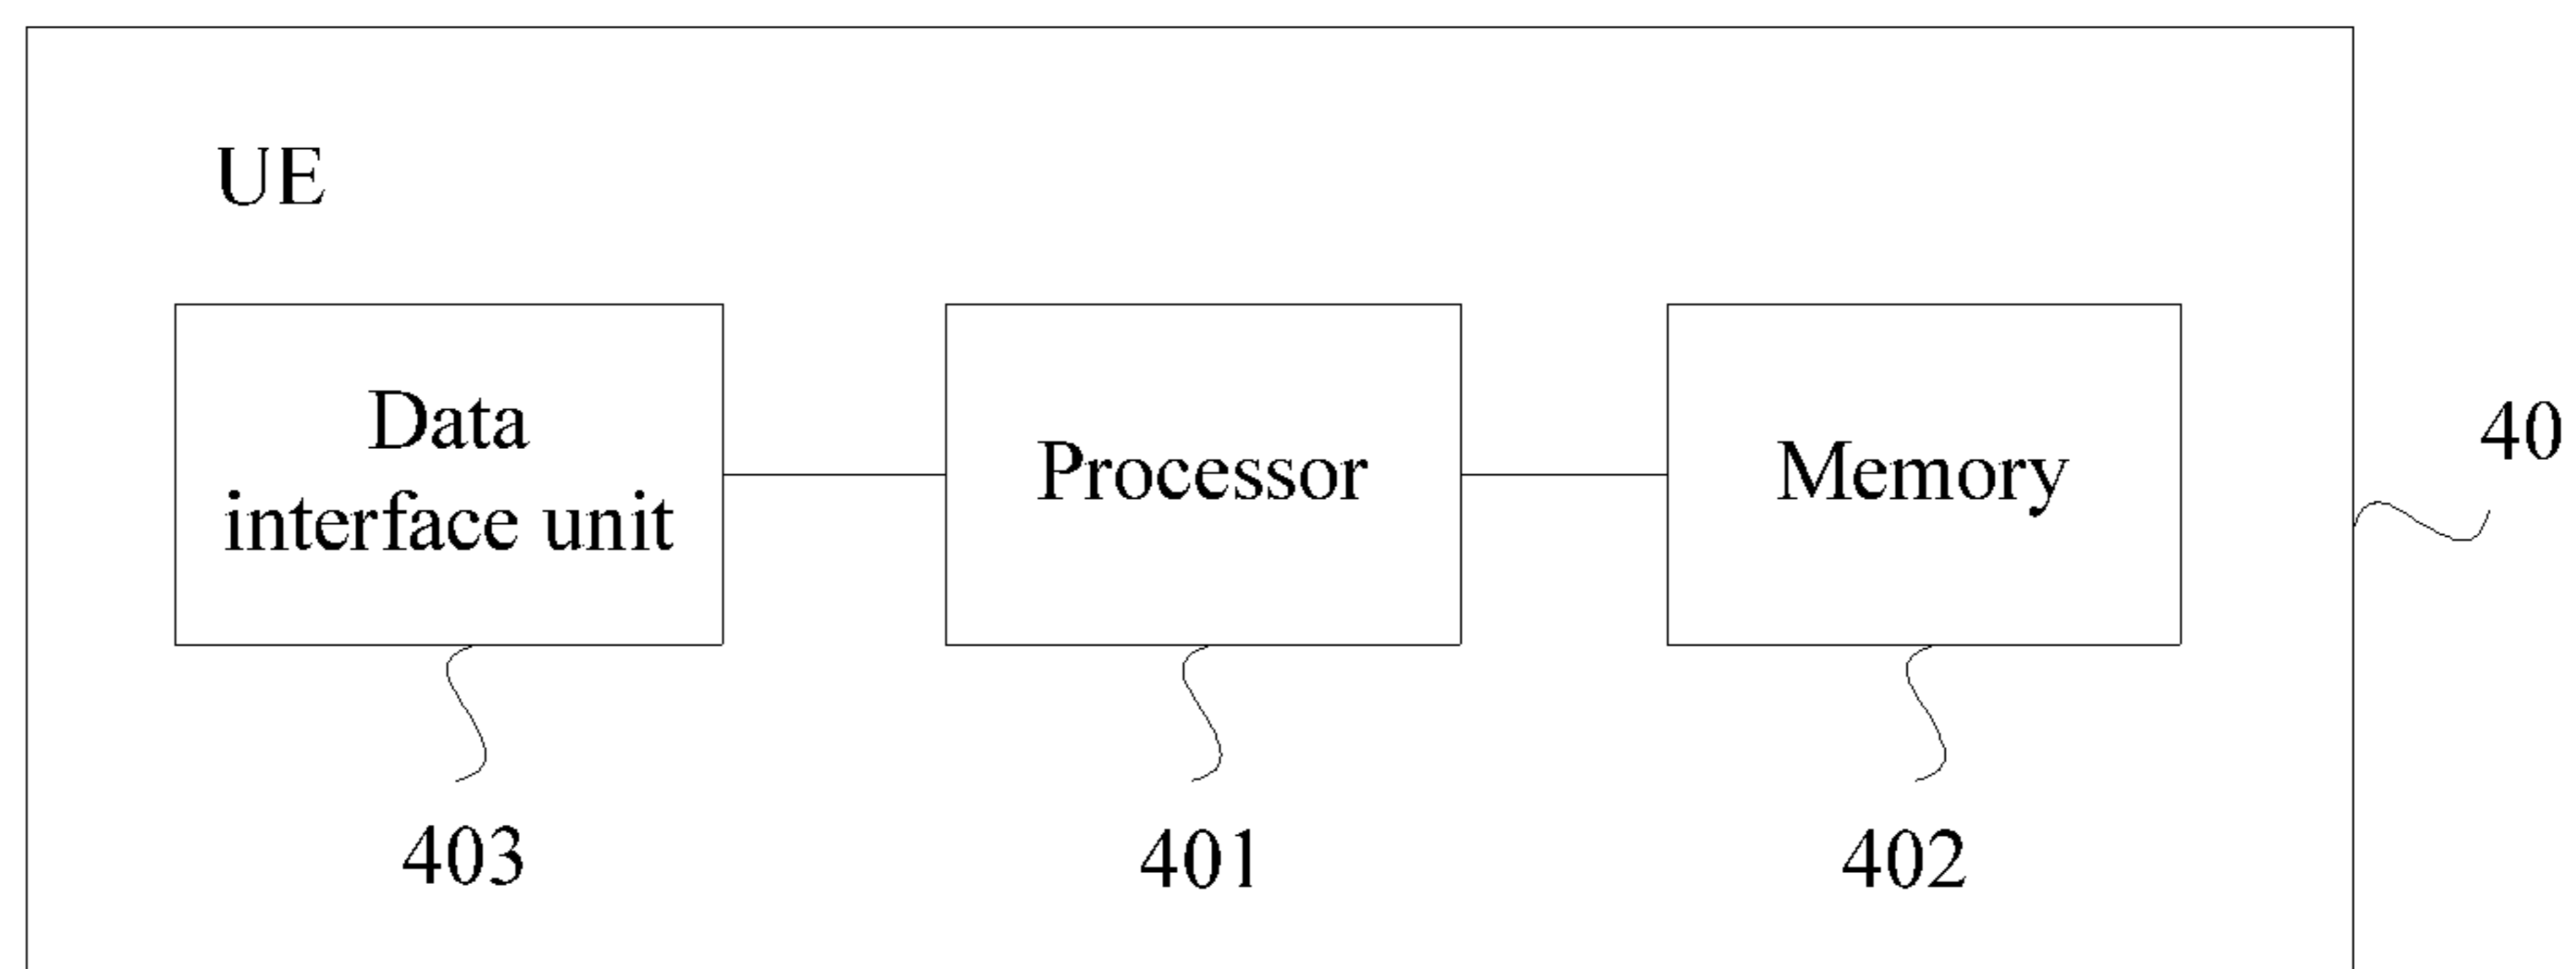 UE
Data
interface unit
Processor
Memory
40
403
401
402